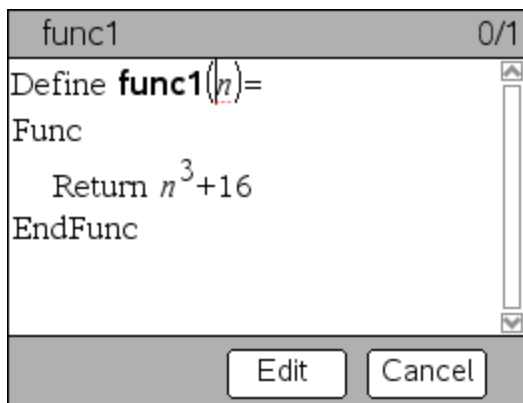 func1 0/1
Define func1(n)=
Func
Return n³+16
EndFunc
Edit Cancel